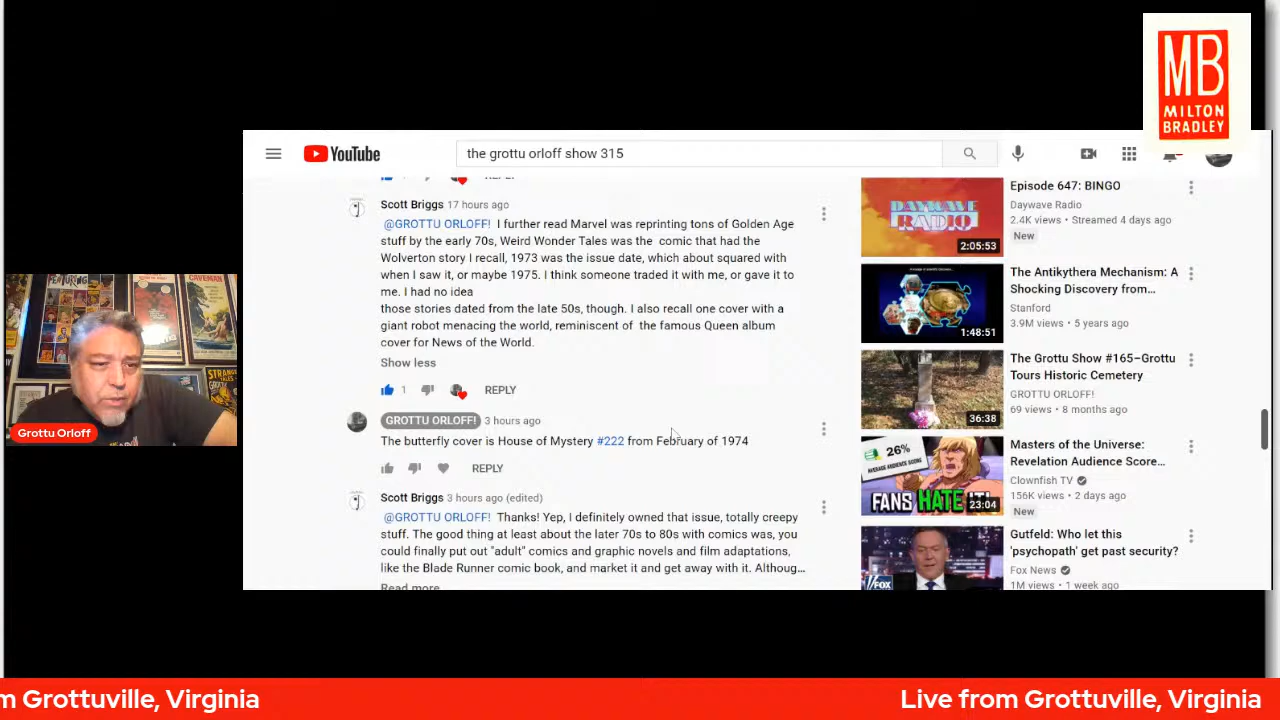 MB
MILTON
BRADLEY
YouTube
the grottu orloff show 315
Scott Briggs 17 hours ago
@GROTTU ORLOFF! I further read Marvel was reprinting tons of Golden Age
stuff by the early 70s, Weird Wonder Tales was the comic that had the
Wolverton story I recall, 1973 was the issue date, which about squared with
when I saw it, or maybe 1975. I think someone traded it with me, or gave it to
me. I had no idea
those stories dated from the late 50s, though. I also recall one cover with a
giant robot menacing the world, reminiscent of the famous Queen album
cover for News of the World.
Show less
1
REPLY
GROTTU ORLOFF! 3 hours ago
The butterfly cover is House of Mystery #222 from February of 1974
REPLY
Scott Briggs 3 hours ago (edited)
@GROTTU ORLOFF! Thanks! Yep, I definitely owned that issue, totally creepy
stuff. The good thing at least about the later 70s to 80s with comics was, you
could finally put out "adult" comics and graphic novels and film adaptations,
like the Blade Runner comic book, and market it and get away with it. Althoug...
Read more
DAYWAVE
RADIO
2:05:53
Episode 647: BINGO
Daywave Radio
2.4K views • Streamed 4 days ago
New
1:48:51
The Antikythera Mechanism: A
Shocking Discovery from...
Stanford
3.9M views • 5 years ago
36:38
The Grottu Show #165–Grottu
Tours Historic Cemetery
GROTTU ORLOFF!
69 views • 8 months ago
26%
AVERAGE AUDIENCE SCORE
FANS HATE IT!
23:04
Masters of the Universe:
Revelation Audience Score...
Clownfish TV
156K views • 2 days ago
New
FOX
Gutfeld: Who let this
'psychopath' get past security?
Fox News
1M views • 1 week ago
FEATURING
CAVEMAN
STRANGE
TALES
Grottu Orloff
m Grottuville, Virginia
Live from Grottuville, Virginia